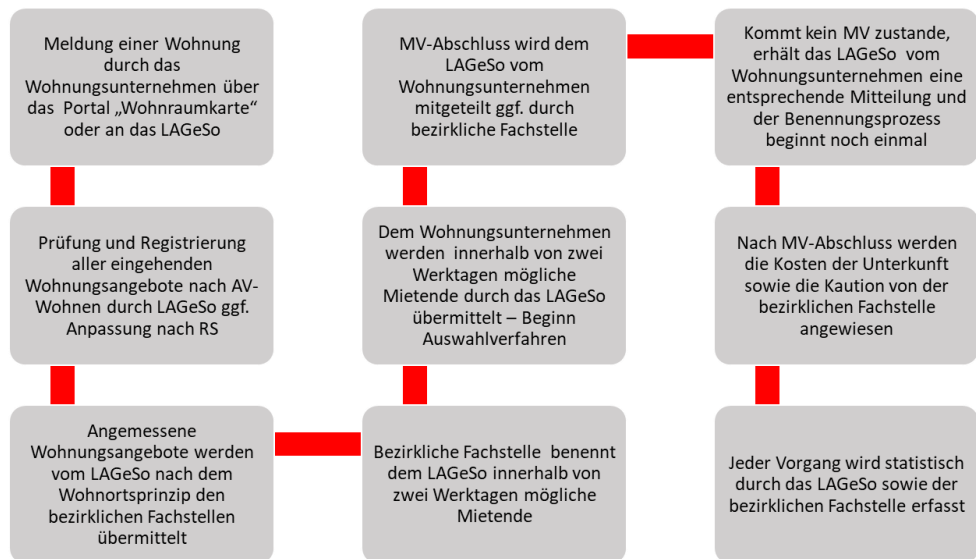 Meldung einer Wohnung
durch das
Wohnungsunternehmen über
das Portal „Wohnraumkarte“
oder an das LAGeSo
Prüfung und Registrierung
aller eingehenden
Wohnungsangebote nach AV-
Wohnen durch LAGeSo ggf.
Anpassung nach RS
Angemessene
Wohnungsangebote werden
vom LAGeSo nach dem
Wohnortsprinzip den
bezirklichen Fachstellen
übermittelt
Bezirkliche Fachstelle benennt
dem LAGeSo innerhalb von
zwei Werktagen mögliche
Mietende
Dem Wohnungsunternehmen
werden innerhalb von zwei
Werktagen mögliche
Mietende durch das LAGeSo
übermittelt – Beginn
Auswahlverfahren
MV-Abschluss wird dem
LAGeSo vom
Wohnungsunternehmen
mitgeteilt ggf. durch
bezirkliche Fachstelle
Kommt kein MV zustande,
erhält das LAGeSo vom
Wohnungsunternehmen eine
entsprechende Mitteilung und
der Benennungsprozess
beginnt noch einmal
Nach MV-Abschluss werden
die Kosten der Unterkunft
sowie die Kaution von der
bezirklichen Fachstelle
angewiesen
Jeder Vorgang wird statistisch
durch das LAGeSo sowie der
bezirklichen Fachstelle erfasst